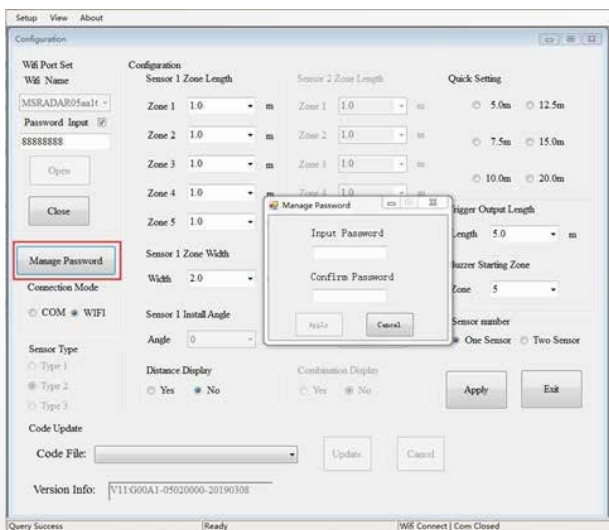 Setup View About
Configuration
Wifi Port Set
Wifi Name
MSRADAR05aa1t
Password Input
88888888
Open
Close
Manage Password
Connection Mode
COM WIFI
Sensor Type
Type 1
Type 2
Type 3
Configuration
Sensor 1 Zone Length
Zone 1 1.0 m
Zone 2 1.0 m
Zone 3 1.0 m
Zone 4 1.0 m
Zone 5 1.0
Sensor 1 Zone Width
Width 2.0
Sensor 1 Install Angle
Angle 0
Distance Display
Yes No
Sensor 2 Zone Length
Zone 1 1.0 m
Zone 2 1.0 m
Zone 3 1.0 m
Zone 4 1.0 m
Manage Password
Input Password
Confirm Password
Apply Cancel
Combination Display
Yes No
Quick Setting
5.0m 12.5m
7.5m 15.0m
10.0m 20.0m
Trigger Output Length
Length 5.0 m
Buzzer Starting Zone
Zone 5
Sensor number
One Sensor Two Sensor
Apply Exit
Code Update
Code File: Update Cancel
Version Info: V11:G00A1-05020000-20190308
Query Success Ready Wifi Connect | Com Closed